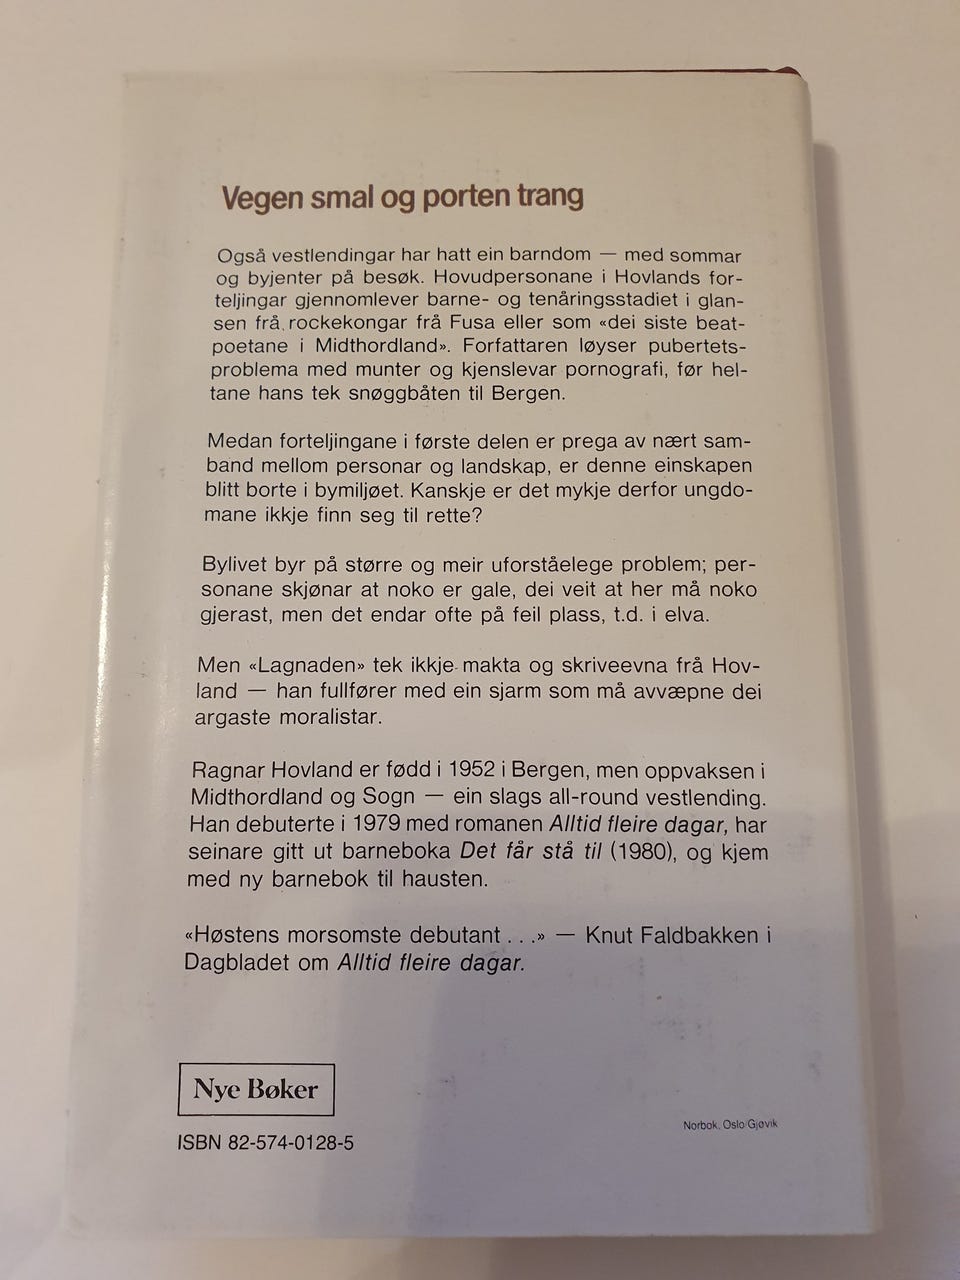 Vegen smal og porten trang
Også vestlendingar har hatt ein barndom — med sommar
og byjenter på besøk. Hovudpersonane i Hovlands for-
teljingar gjennomlever barne- og tenåringsstadiet i glan-
sen frå rockekongar frå Fusa eller som «dei siste beat-
poetane i Midthordland». Forfattaren løyser pubertets-
problema med munter og kjenslevar pornografi, før hel-
tane hans tek snøggbåten til Bergen.
Medan forteljingane i første delen er prega av nært sam-
band mellom personar og landskap, er denne einskapen
blitt borte i bymiljøet. Kanskje er det mykje derfor ungdo-
mane ikkje finn seg til rette?
Bylivet byr på større og meir uforståelege problem; per-
sonane skjønar at noko er gale, dei veit at her må noko
gjerast, men det endar ofte på feil plass, t.d. i elva.
Men «Lagnaden» tek ikkje makta og skriveevna frå Hov-
land — han fullfører med ein sjarm som må avvæpne dei
argaste moralistar.
Ragnar Hovland er fødd i 1952 i Bergen, men oppvaksen i
Midthordland og Sogn — ein slags all-round vestlending.
Han debuterte i 1979 med romanen Alltid fleire dagar, har
seinare gitt ut barneboka Det får stå til (1980), og kjem
med ny barnebok til hausten.
«Høstens morsomste debutant . . .» — Knut Faldbakken i
Dagbladet om Alltid fleire dagar.
Nye Bøker
ISBN 82-574-0128-5
Norbok, Oslo/Gjøvik